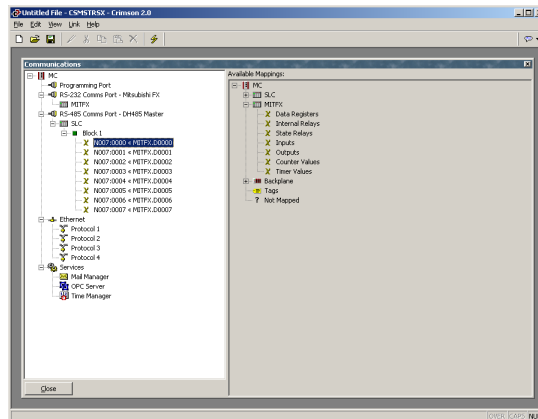 Untitled File - CSMSTRSX - Crimson 2.0
File Edit View Link Help
Communications
MC
Programming Port
RS-232 Comms Port - Mitsubishi FX
MITFX
RS-485 Comms Port - DH485 Master
SLC
Block 1
N007:0000 « MITFX.D0000
N007:0001 « MITFX.D0001
N007:0002 « MITFX.D0002
N007:0003 « MITFX.D0003
N007:0004 « MITFX.D0004
N007:0005 « MITFX.D0005
N007:0006 « MITFX.D0006
N007:0007 « MITFX.D0007
Ethernet
Protocol 1
Protocol 2
Protocol 3
Protocol 4
Services
Mail Manager
OPC Server
Time Manager
Close
Available Mappings:
MC
SLC
MITFX
Data Registers
Internal Relays
State Relays
Inputs
Outputs
Counter Values
Timer Values
Backplane
Tags
? Not Mapped
OVER CAPS NU